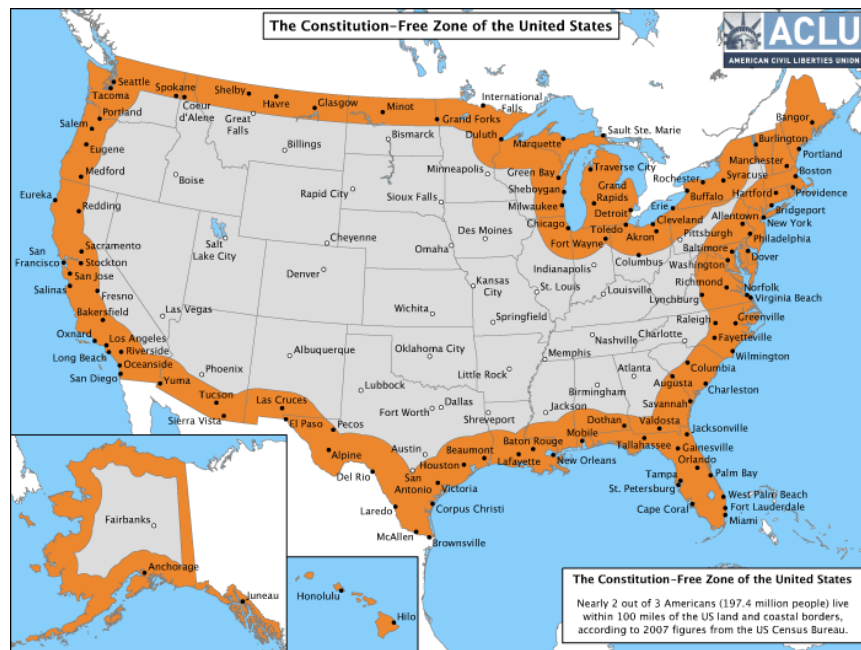 The Constitution-Free Zone of the United States
ACLU
AMERICAN CIVIL LIBERTIES UNION
Seattle
Tacoma
Spokane
Coeur
d'Alene
Shelby
Havre
Great
Falls
Glasgow
Minot
Grand Forks
International
Falls
Duluth
Marquette
Sault Ste. Marie
Bangor
Burlington
Portland
Salem
Eugene
Medford
Billings
Bismarck
Minneapolis
Green Bay
Sheboygan
Milwaukee
Chicago
Traverse City
Grand
Rapids
Detroit
Toledo
Fort Wayne
Rochester
Syracuse
Buffalo
Erie
Cleveland
Akron
Manchester
Portland
Boston
Hartford
Providence
Bridgeport
New York
Allentown
Pittsburgh
Philadelphia
Baltimore
Dover
Washington
Richmond
Norfolk
Virginia Beach
Lynchburg
Boise
Rapid City
Sioux Falls
Eureka
Redding
Sacramento
Stockton
San
Francisco
San Jose
Salinas
Fresno
Bakersfield
Salt
Lake City
Cheyenne
Denver
Omaha
Des Moines
Kansas
City
St. Louis
Indianapolis
Columbus
Louisville
Las Vegas
Wichita
Springfield
Nashville
Charlotte
Raleigh
Greenville
Fayetteville
Wilmington
Oxnard
Los Angeles
Long Beach
Riverside
Oceanside
San Diego
Yuma
Phoenix
Tucson
Sierra Vista
Albuquerque
Las Cruces
El Paso
Oklahoma City
Little Rock
Memphis
Lubbock
Fort Worth
Dallas
Shreveport
Jackson
Birmingham
Atlanta
Columbia
Augusta
Charleston
Savannah
Pecos
Alpine
Del Rio
Austin
San
Antonio
Houston
Beaumont
Victoria
Laredo
Corpus Christi
McAllen
Brownsville
Lafayette
Baton Rouge
New Orleans
Mobile
Dothan
Tallahassee
Valdosta
Jacksonville
Gainesville
Orlando
Tampa
St. Petersburg
Palm Bay
Cape Coral
West Palm Beach
Fort Lauderdale
Miami
Fairbanks
Anchorage
Juneau
Honolulu
Hilo
The Constitution-Free Zone of the United States
Nearly 2 out of 3 Americans (197.4 million people) live
within 100 miles of the US land and coastal borders,
according to 2007 figures from the US Census Bureau.